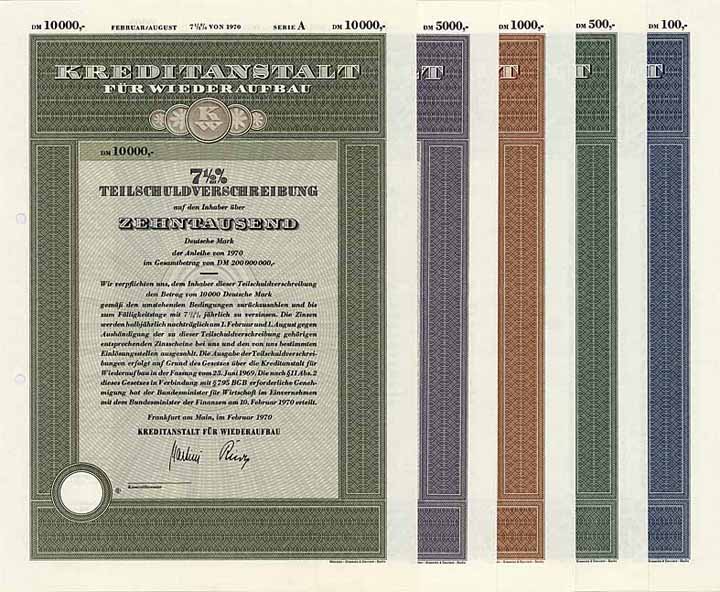 DM 10000,- FEBRUAR/AUGUST 7½% VON 1970 SERIE A DM 10000,- DM 5000,- DM 1000,- DM 500,- DM 100,-
KREDITANSTALT LT T T T
FÜR WIEDERAUFBAU
K
W
DM 10000,-
7½%
TEILSCHULDVERSCHREIBUNG
auf den Inhaber über
ZEHNTAUSEND
Deutsche Mark
der Anleihe von 1970
im Gesamtbetrag von DM 200 000 000,-
Wir verpflichten uns, dem Inhaber dieser Teilschuldverschreibung
den Betrag von 10 000 Deutsche Mark
gemäß den umstehenden Bedingungen zurückzuzahlen und bis
zum Fälligkeitstage mit 7½% jährlich zu verzinsen. Die Zinsen
werden halbjährlich nachträglich am 1. Februar und 1. August gegen
Aushändigung der zu dieser Teilschuldverschreibung gehörigen
entsprechenden Zinsscheine bei uns und den von uns bestimmten
Einlösungsstellen ausgezahlt. Die Ausgabe der Teilschuldverschrei-
bungen erfolgt auf Grund des Gesetzes über die Kreditanstalt für
Wiederaufbau in der Fassung vom 23. Juni 1969. Die nach § 11 Abs. 2
dieses Gesetzes in Verbindung mit § 795 BGB erforderliche Geneh-
migung hat der Bundesminister für Wirtschaft im Einvernehmen
mit dem Bundesminister der Finanzen am 10. Februar 1970 erteilt.
Frankfurt am Main, im Februar 1970
KREDITANSTALT FÜR WIEDERAUFBAU
Kontrollbeamter